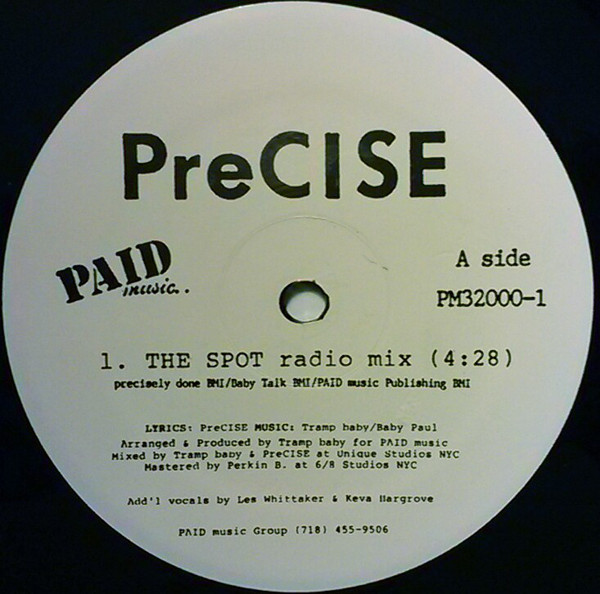 PreCISE
PAID
music..
A side
PM32000-1
1. THE SPOT radio mix (4:28)
precisely done BMI/Baby Talk BMI/PAID music Publishing BMI
LYRICS: PreCISE MUSIC: Tramp baby/Baby Paul
Arranged & Produced by Tramp baby for PAID music
Mixed by Tramp baby & PreCISE at Unique Studios NYC
Mastered by Perkin B. at 6/8 Studios NYC
Add'l vocals by Les Whittaker & Keva Hargrove
PAID music Group (718) 455-9506